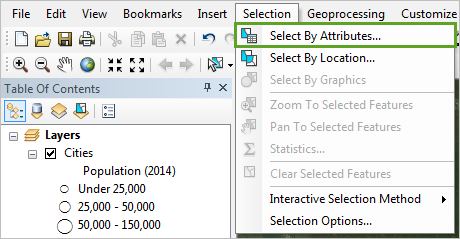 File Edit View Bookmarks Insert Selection Geoprocessing Customize
Select By Attributes...
Select By Location...
Select By Graphics
Zoom To Selected Features
Pan To Selected Features
Statistics...
Clear Selected Features
Interactive Selection Method
Selection Options...
Table Of Contents
Layers
Cities
Population (2014)
Under 25,000
25,000 - 50,000
50,000 - 150,000